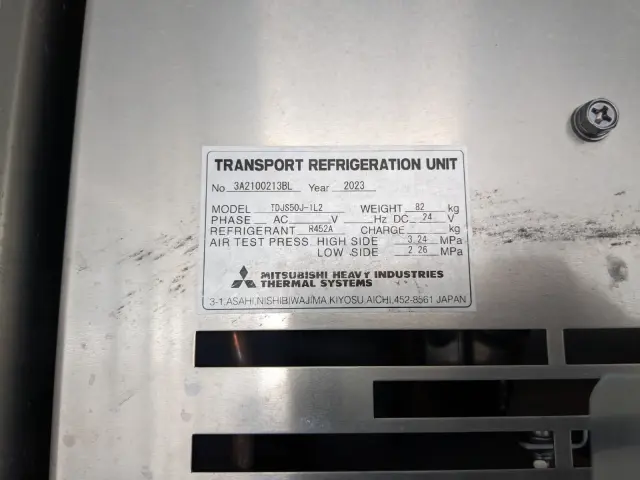 TRANSPORT REFRIGERATION UNIT
No 3A2100213BL Year 2023
MODEL TDJS50J-1L2 WEIGHT 82 kg
PHASE AC V Hz DC 24 V
REFRIGERANT R452A CHARGE kg
AIR TEST PRESS. HIGH SIDE 3.24 MPa
LOW SIDE 2.26 MPa
MITSUBISHI HEAVY INDUSTRIES
THERMAL SYSTEMS
3-1,ASAHI,NISHIBIWAJIMA,KIYOSU,AICHI,452-8561 JAPAN